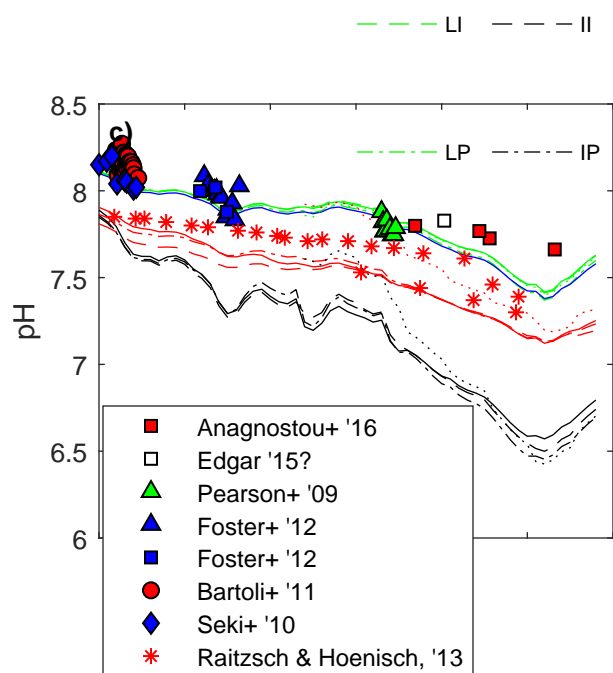 LI II
8.5
c)
LP IP
8
7.5
pH
7
6.5
6
Anagnostou+ '16
Edgar '15?
Pearson+ '09
Foster+ '12
Foster+ '12
Bartoli+ '11
Seki+ '10
Raitzsch & Hoenisch, '13